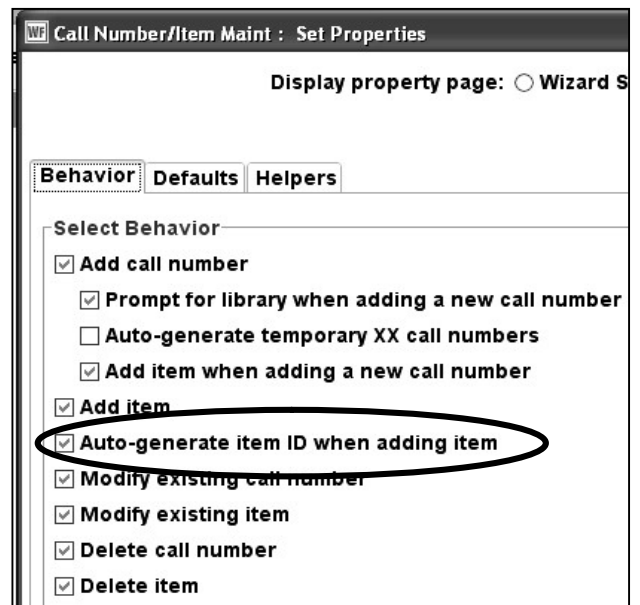 WF Call Number/Item Maint : Set Properties
Display property page: Wizard S
Behavior Defaults Helpers
Select Behavior
Add call number
Prompt for library when adding a new call number
Auto-generate temporary XX call numbers
Add item when adding a new call number
Add item
Auto-generate item ID when adding item
Modify existing call number
Modify existing item
Delete call number
Delete item